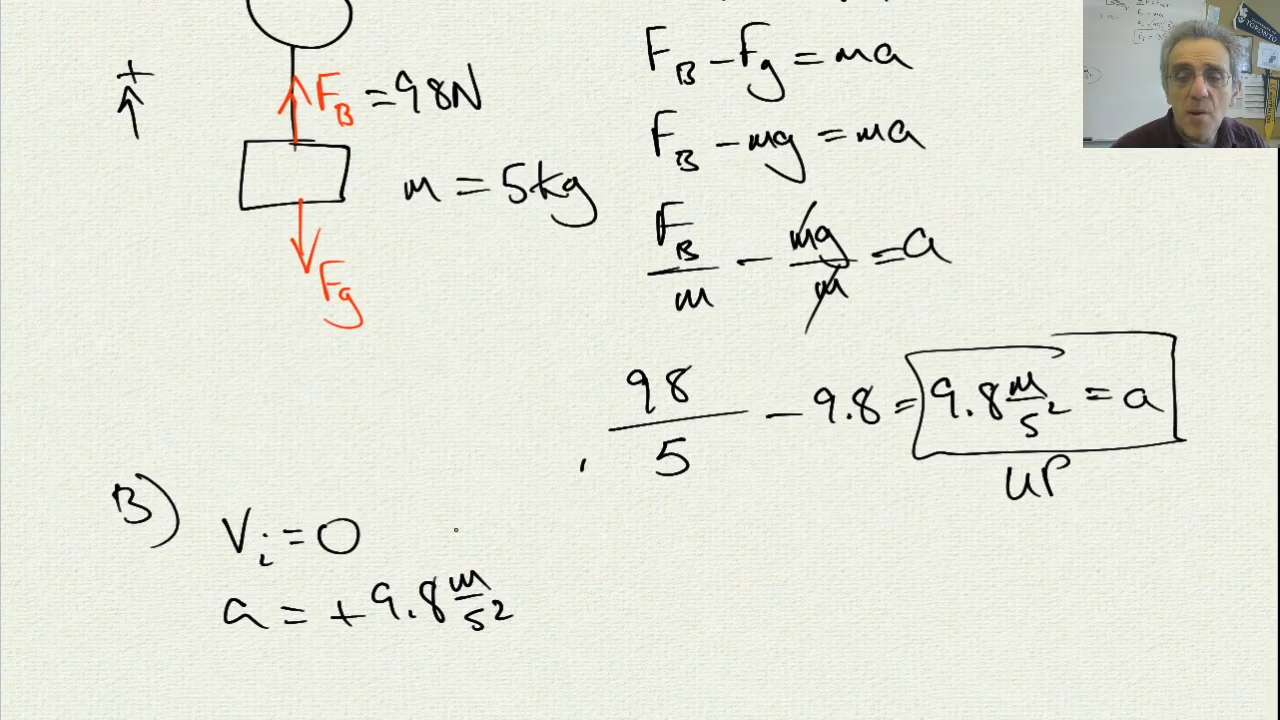 F_B - F_g = ma
+
F_B = 98N
F_B - mg = ma
m = 5kg
F_B/m - mg/m = a
F_g
98/5 - 9.8 = 9.8 m/s² = a
UP
B)
V_i = 0
a = +9.8 m/s²
TORONTO